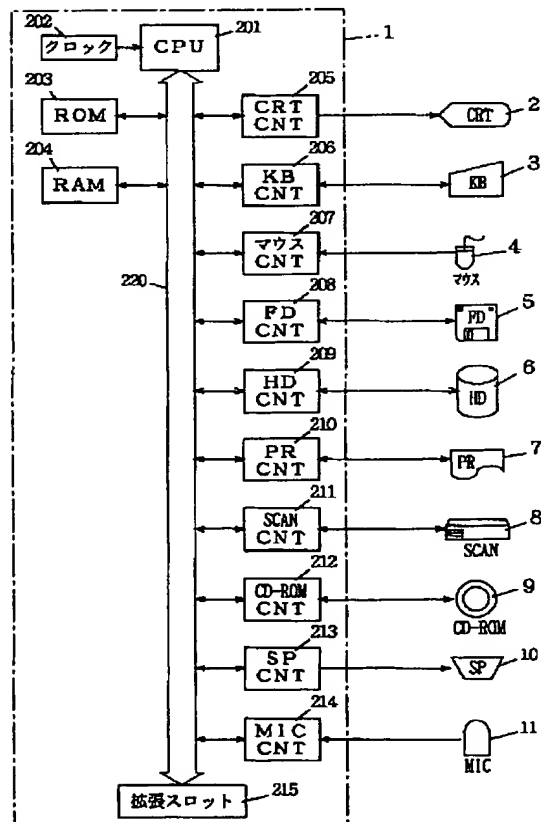 202
クロック
201
CPU
1
203
ROM
204
RAM
205
CRT
CNT
2
CRT
206
KB
CNT
3
KB
207
マウス
CNT
4
マウス
220
208
FD
CNT
5
FD
209
HD
CNT
6
HD
210
PR
CNT
7
PR
211
SCAN
CNT
8
SCAN
212
CD-ROM
CNT
9
CD-ROM
213
SP
CNT
10
SP
214
MIC
CNT
11
MIC
拡張スロット
215